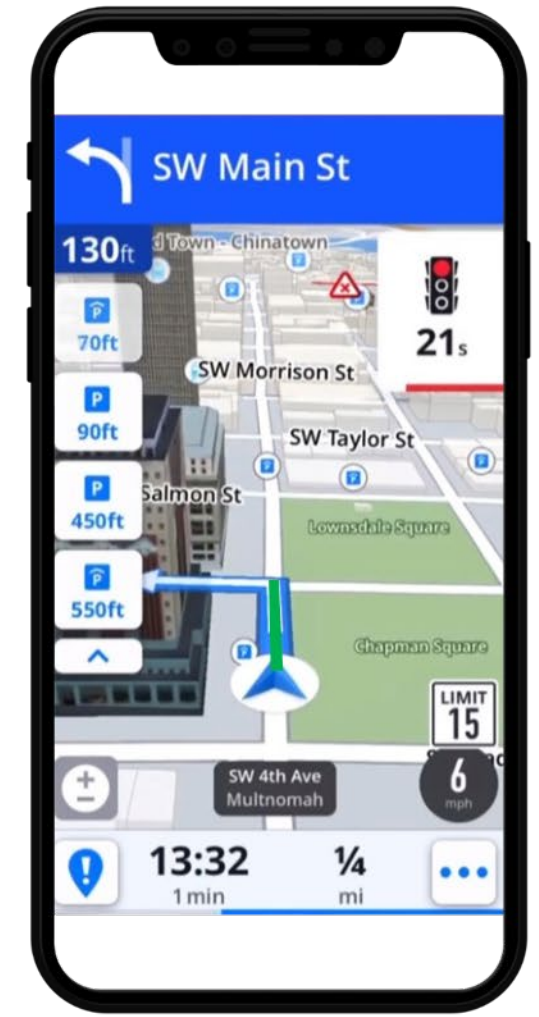 SW Main St
130ft
d Town - Chinatown
P
70ft
21s
SW Morrison St
P
90ft
SW Taylor St
P
450ft
Salmon St
Lownsdale Square
P
550ft
Chapman Square
LIMIT
15
SW 4th Ave
Multnomah
6
mph
13:32
1 min
¼
mi